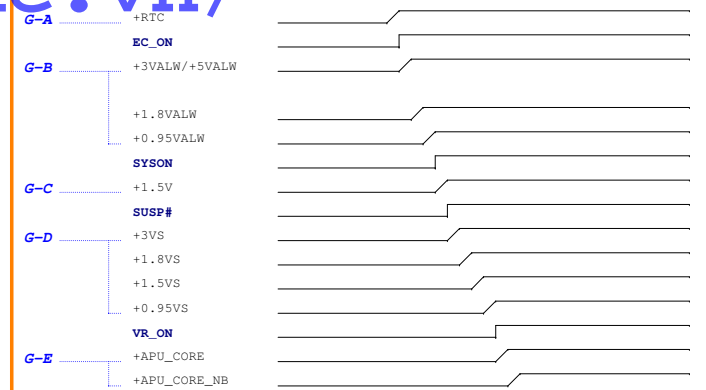 G-A +RTC
EC_ON
G-B +3VALW/+5VALW
+1.8VALW
+0.95VALW
SYSON
G-C +1.5V
SUSP#
G-D +3VS
+1.8VS
+1.5VS
+0.95VS
VR_ON
G-E +APU_CORE
+APU_CORE_NB